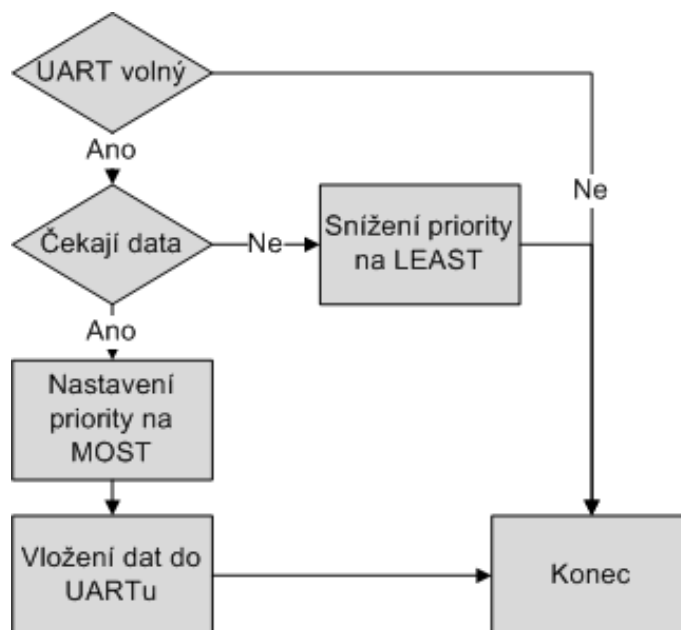 UART volný
Ano
Ne
Čekají data
Ne
Snížení priority
na LEAST
Ano
Nastavení
priority na
MOST
Vložení dat do
UARTu
Konec